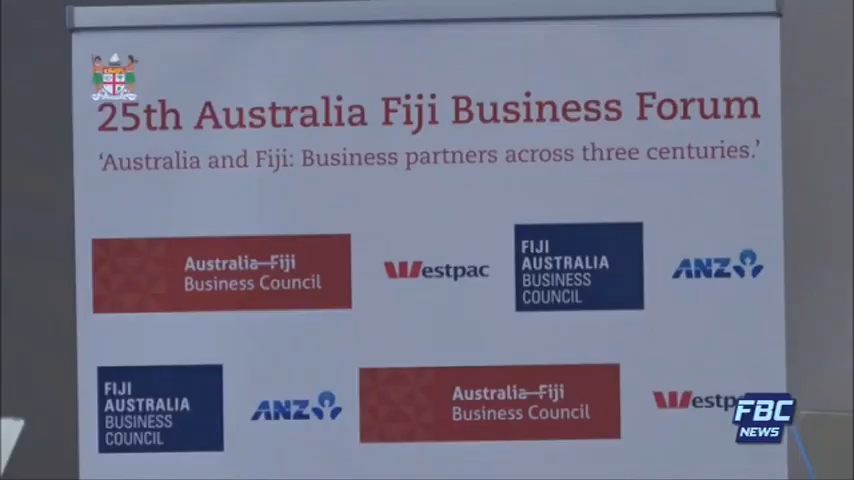 25th Australia Fiji Business Forum
'Australia and Fiji: Business partners across three centuries.'
Australia—Fiji
Business Council
Westpac
FIJI
AUSTRALIA
BUSINESS
COUNCIL
ANZ
FIJI
AUSTRALIA
BUSINESS
COUNCIL
ANZ
Australia—Fiji
Business Council
Westp
FBC
NEWS